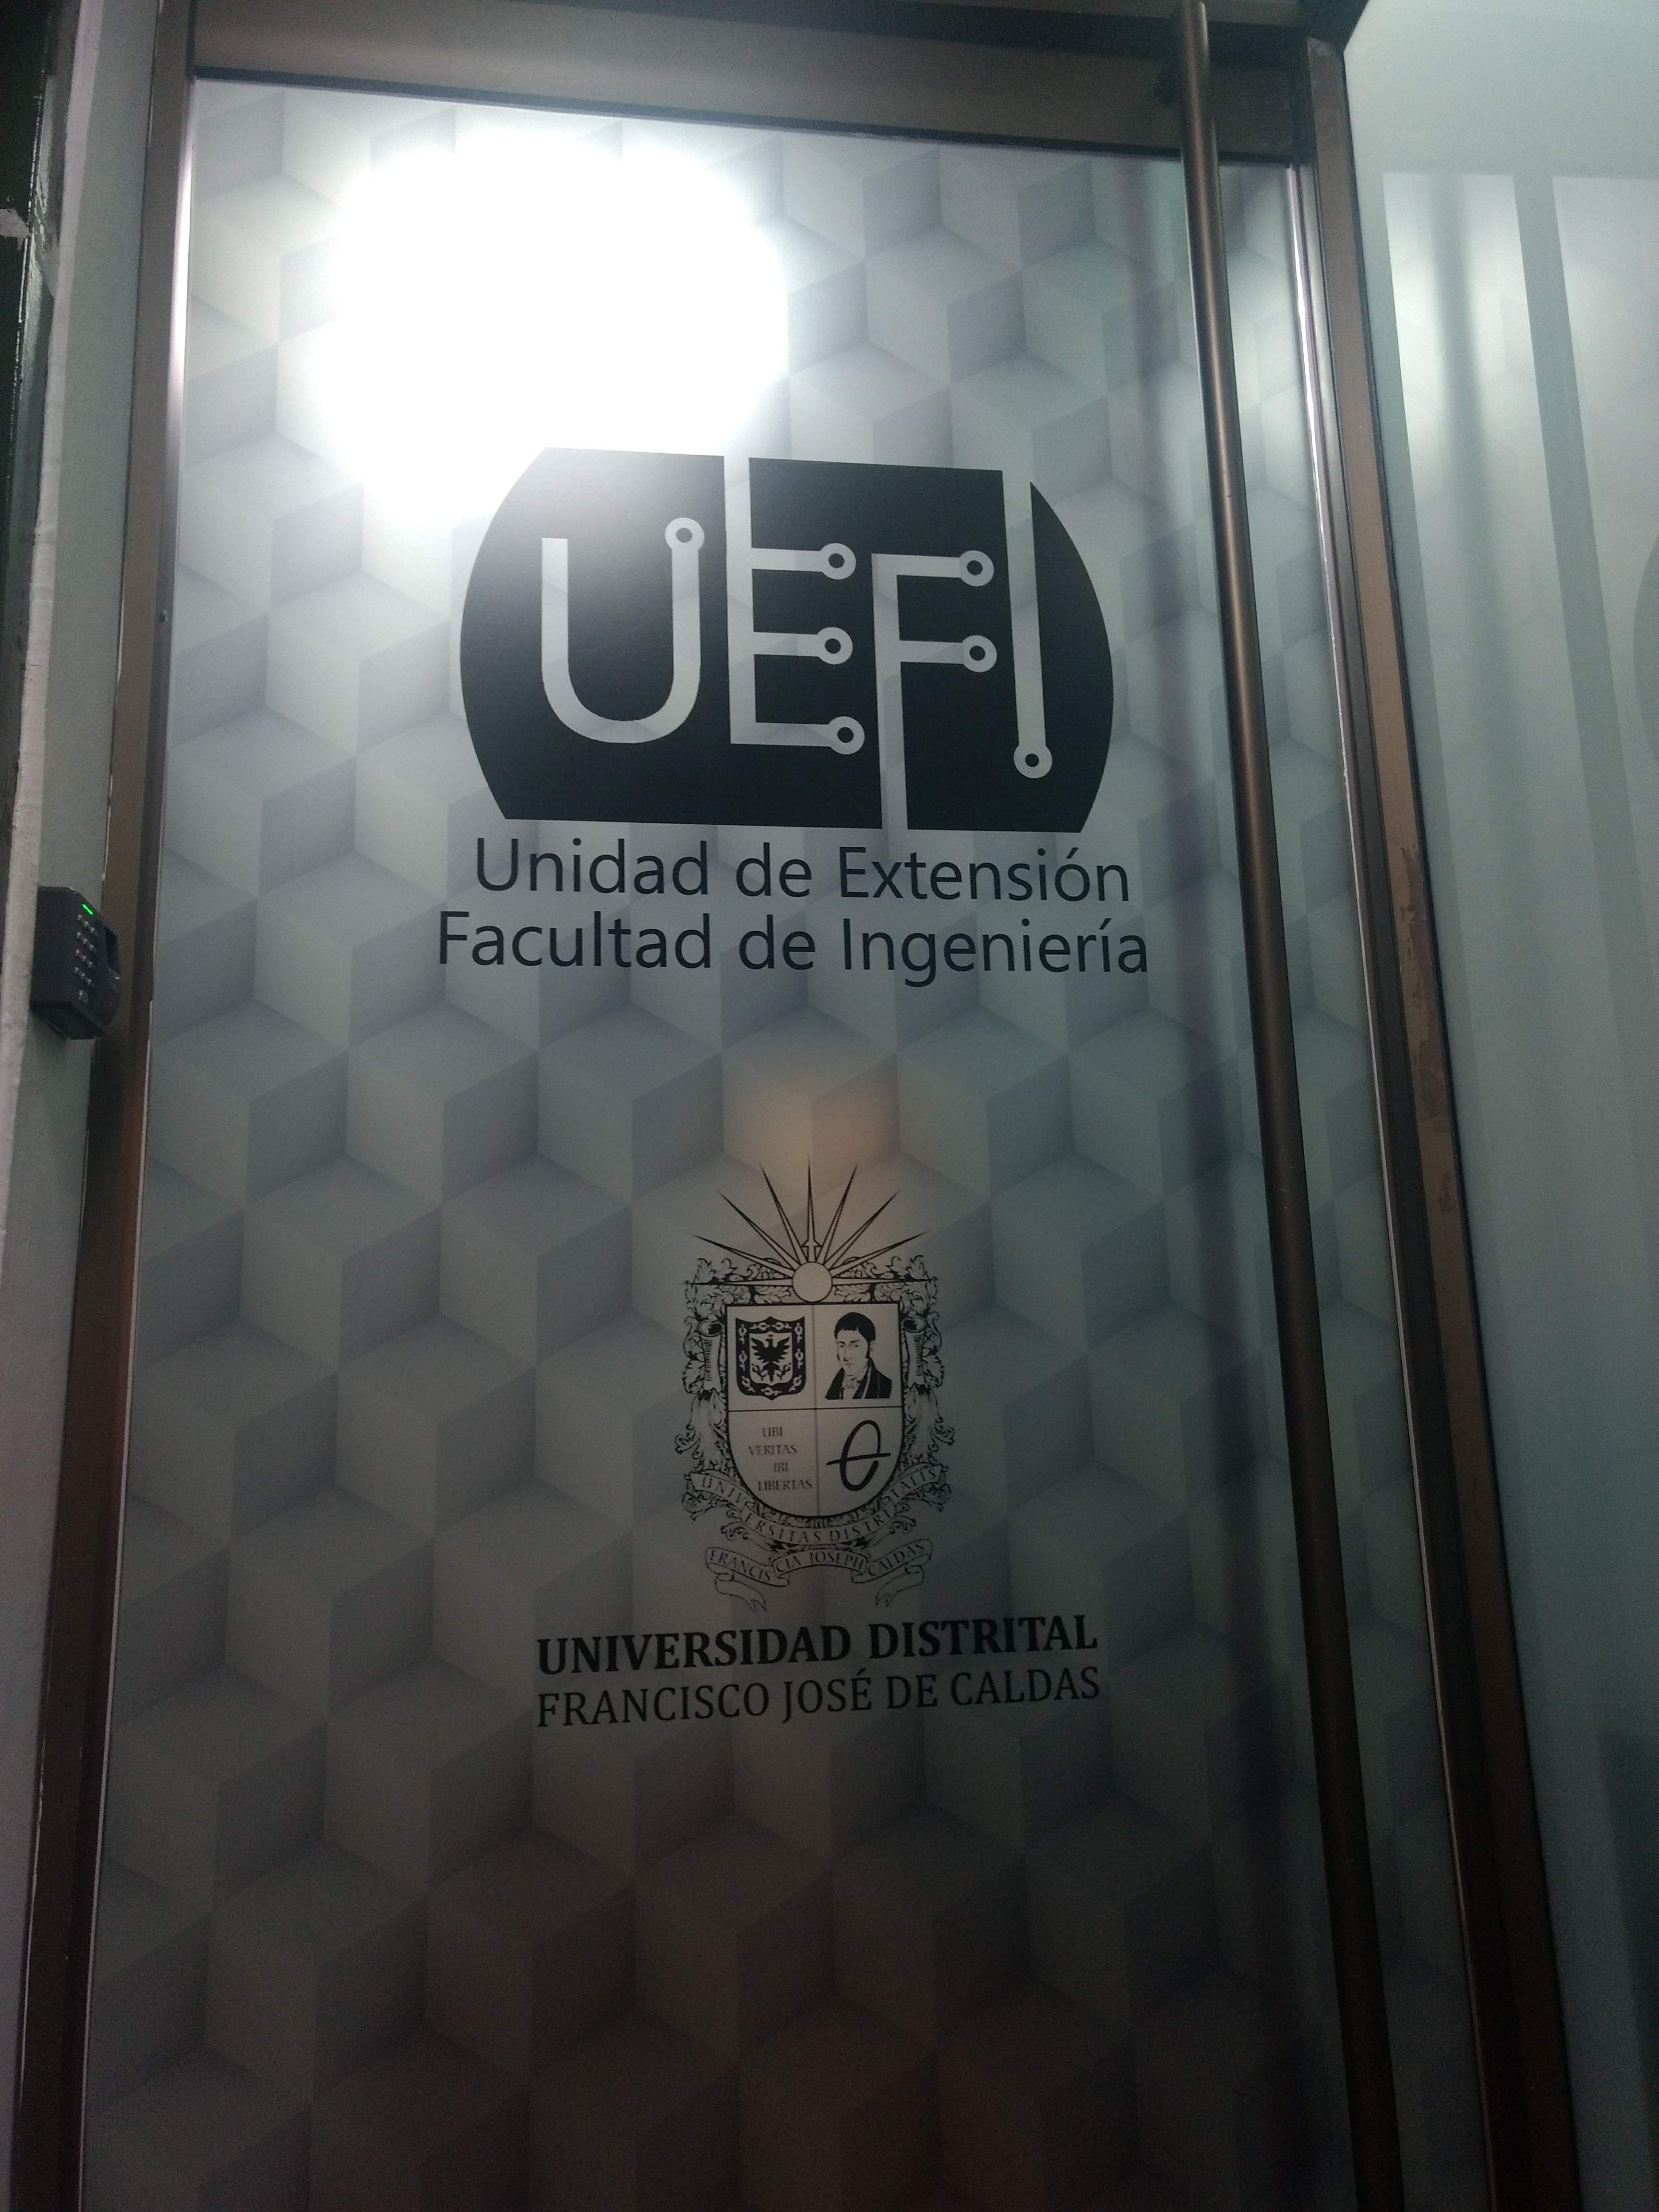 UEFI
Unidad de Extensión
Facultad de Ingeniería
UBI
VERITAS
IBI
LIBERTAS
UNIVERSITAS DISTRITALIS
FRANCISCIA JOSEPH CALDAS
UNIVERSIDAD DISTRITAL
FRANCISCO JOSÉ DE CALDAS